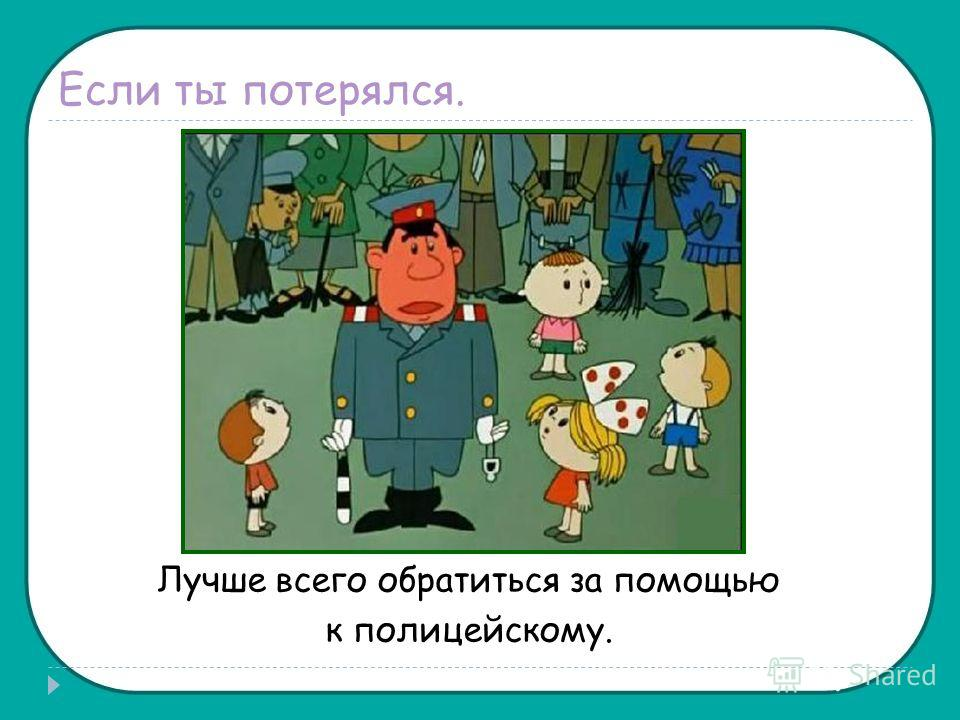 Если ты потерялся.
Лучше всего обратиться за помощью
к полицейскому.
Shared